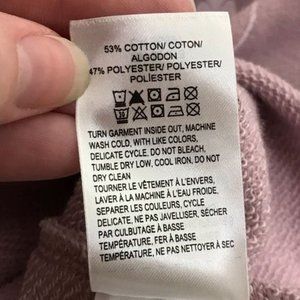 53% COTTON/ COTON/
ALGODON
47% POLYESTER/ POLYESTER/
POLÍESTER
TURN GARMENT INSIDE OUT, MACHINE
WASH COLD, WITH LIKE COLORS,
DELICATE CYCLE. DO NOT BLEACH.
TUMBLE DRY LOW, COOL IRON, DO NOT
DRY CLEAN
TOURNER LE VÊTEMENT À L'ENVERS,
LAVER À LA MACHINE À L'EAU FROIDE,
SEPARER LES COULEURS, CYCLE
DELICAT, NE PAS JAVELLISER, SÉCHER
PAR CULBUTAGE À BASSE
TEMPÉRATURE, FER À BASSE
TEMPÉRATURE, NE PAS NETTOYER À SEC